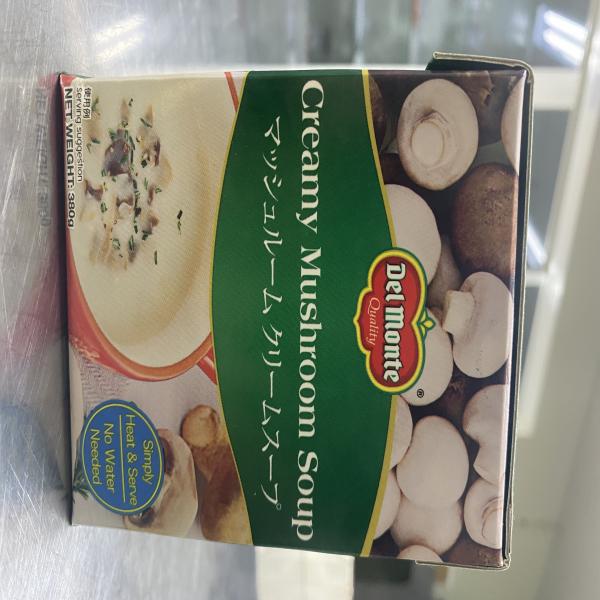 Del Monte
Quality
®
Creamy Mushroom Soup
マッシュルーム クリームスープ
使用例
Serving suggestion
NET WEIGHT: 380g
Simply
Heat & Serve
No Water
Needed